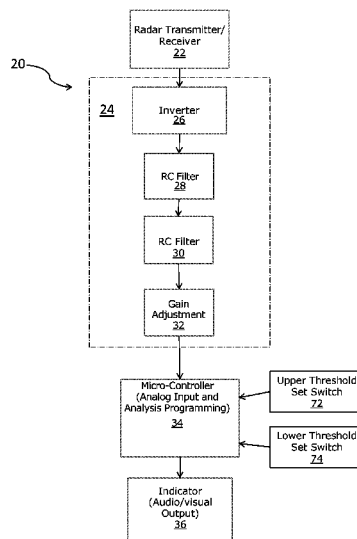 Radar Transmitter/
Receiver
22
20
24
Inverter
26
RC Filter
28
RC Filter
30
Gain
Adjustment
32
Micro-Controller
(Analog Input and
Analysis Programming)
34
Upper Threshold
Set Switch
72
Lower Threshold
Set Switch
74
Indicator
(Audio/visual
Output)
36